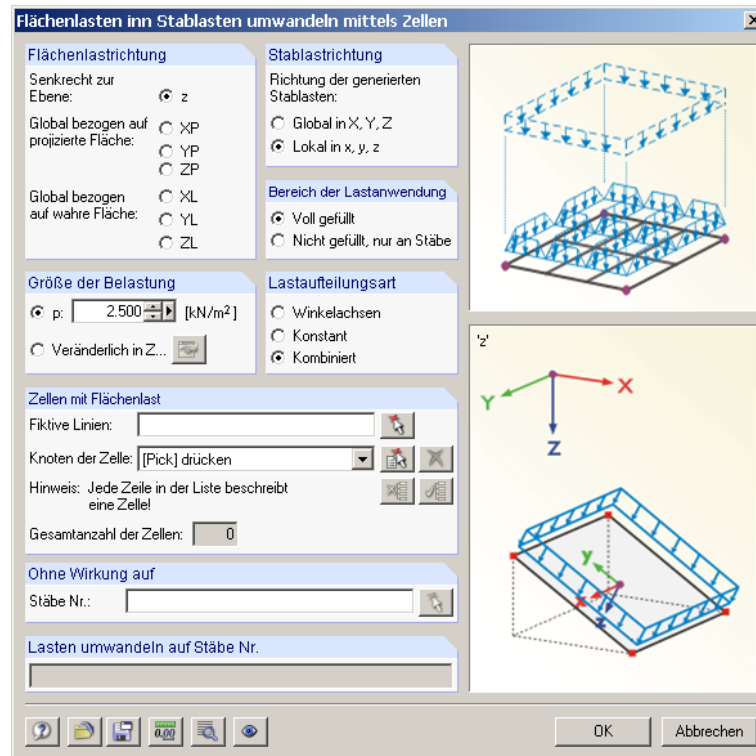 Flächenlasten inn Stablasten umwandeln mittels Zellen
Flächenlastrichtung
Senkrecht zur
Ebene:
z
Global bezogen auf
projizierte Fläche:
XP
YP
ZP
Global bezogen
auf wahre Fläche:
XL
YL
ZL
Stablastrichtung
Richtung der generierten
Stablasten:
Global in X, Y, Z
Lokal in x, y, z
Bereich der Lastanwendung
Voll gefüllt
Nicht gefüllt, nur an Stäbe
Größe der Belastung
p: 2.500 [kN/m²]
Veränderlich in Z...
Lastaufteilungsart
Winkelachsen
Konstant
Kombiniert
Zellen mit Flächenlast
Fiktive Linien:
Knoten der Zelle: [Pick] drücken
Hinweis: Jede Zeile in der Liste beschreibt
eine Zelle!
Gesamtanzahl der Zellen: 0
Ohne Wirkung auf
Stäbe Nr.:
Lasten umwandeln auf Stäbe Nr.
'z'
X
Y
Z
y
x
z
0.00
OK Abbrechen